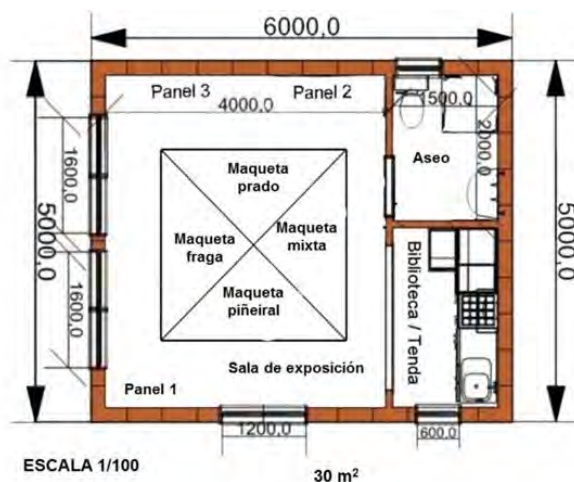 6000,0
Panel 3
Panel 2
4000,0
1500,0
2000,0
Aseo
1600,0
5000,0
1600,0
5000,0
Maqueta
prado
Maqueta
fraga
Maqueta
mixta
Maqueta
piñeiral
Biblioteca / Tenda
Sala de exposición
Panel 1
1200,0
600,0
ESCALA 1/100
30 m²